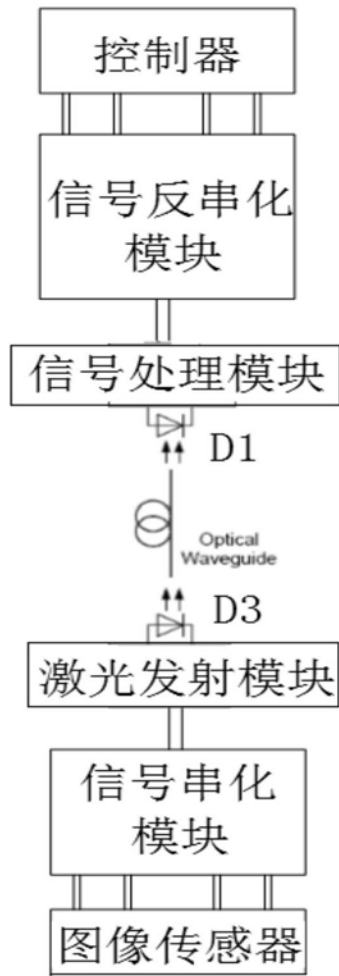 控制器
信号反串化
模块
信号处理模块
D1
Optical
Waveguide
D3
激光发射模块
信号串化
模块
图像传感器